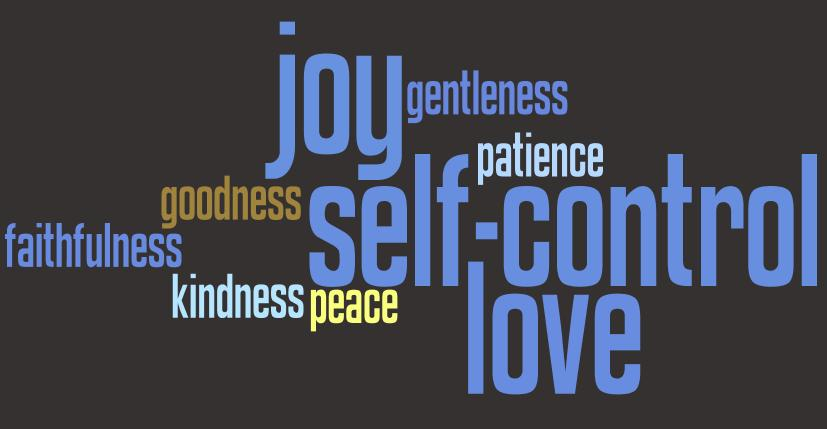 joy
gentleness
patience
goodness
self-control
faithfulness
kindness
peace
love